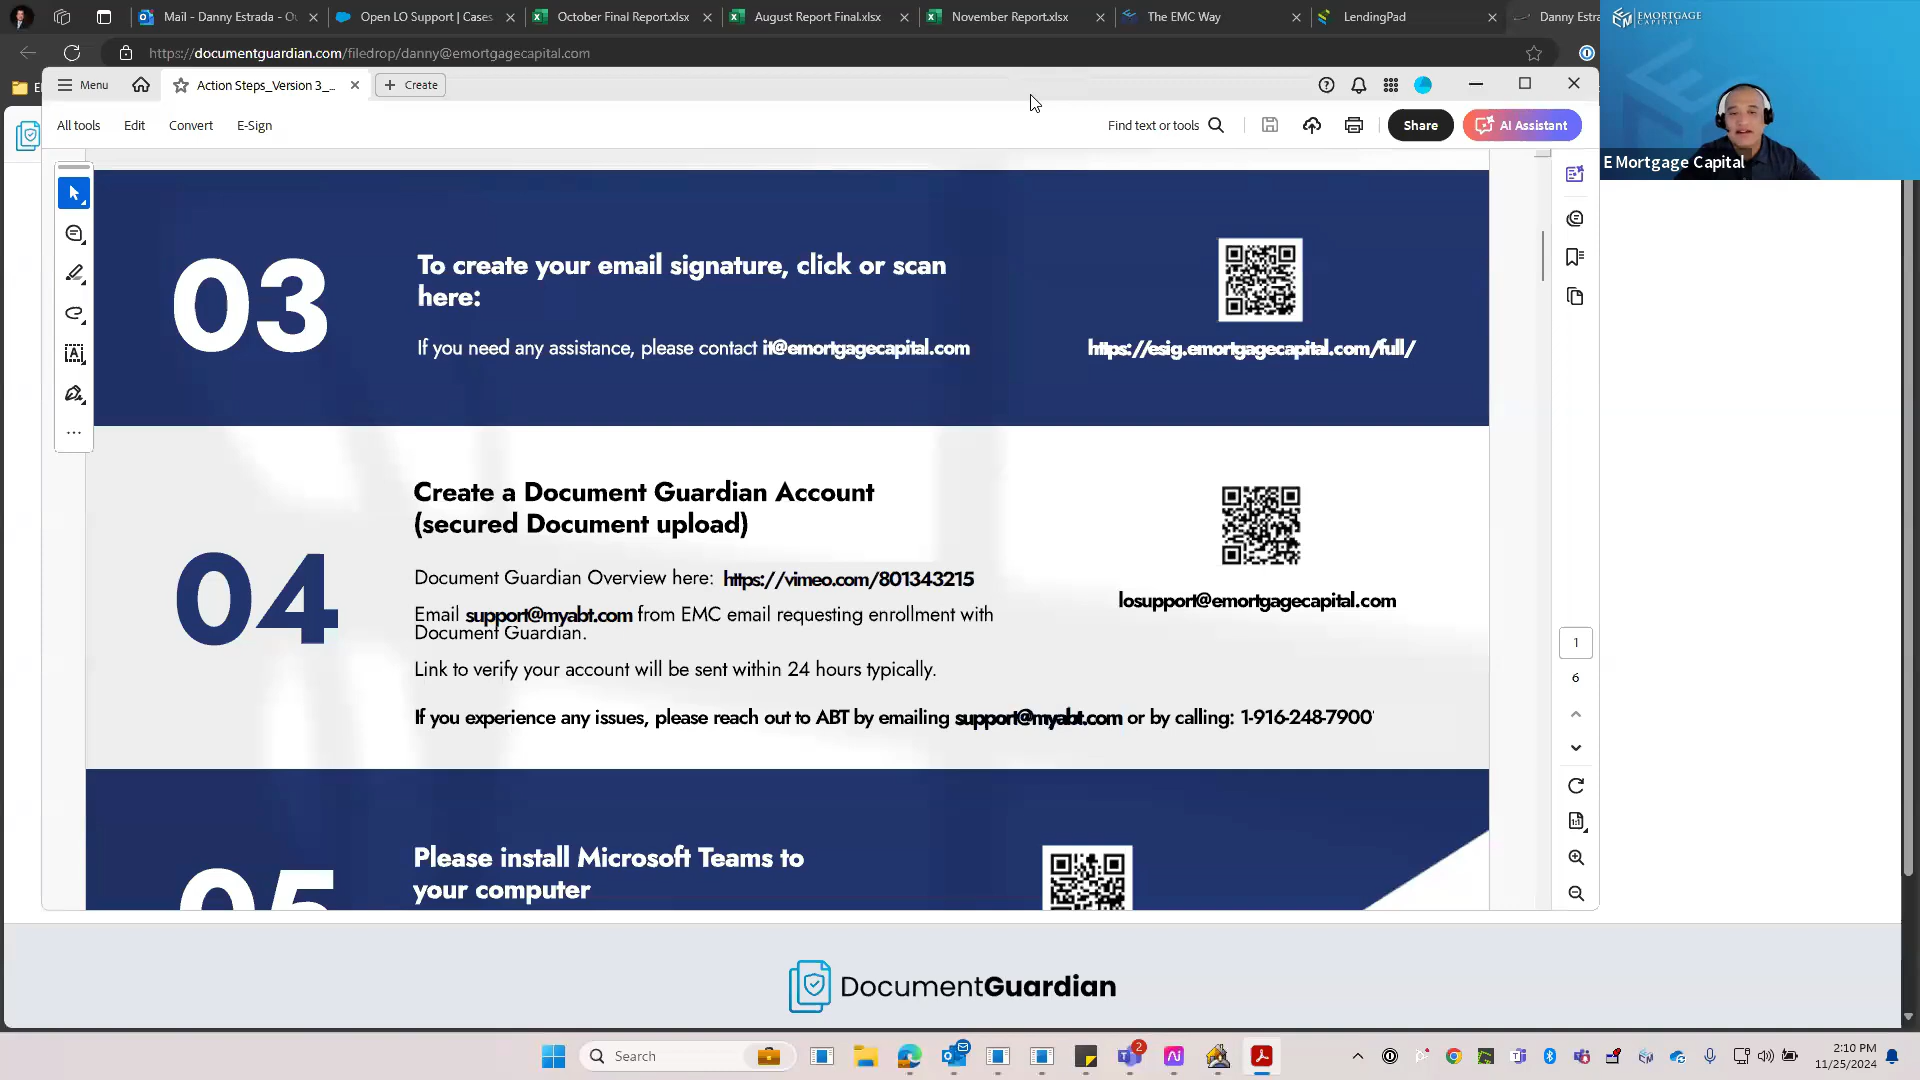 Mail - Danny Estrada - Ou
Open LO Support | Cases
October Final Report.xlsx
August Report Final.xlsx
November Report.xlsx
The EMC Way
LendingPad
Danny Estra
https://documentguardian.com/filedrop/danny@emortgagecapital.com
EMORTGAGE
CAPITAL
E Mortgage Capital
Menu
Action Steps_Version 3_...
Create
All tools
Edit
Convert
E-Sign
Find text or tools
Share
AI Assistant
03
To create your email signature, click or scan
here:
If you need any assistance, please contact it@emortgagecapital.com
https://esig.emortgagecapital.com/full/
04
Create a Document Guardian Account
(secured Document upload)
Document Guardian Overview here: https://vimeo.com/801343215
Email support@myabt.com from EMC email requesting enrollment with
Document Guardian.
Link to verify your account will be sent within 24 hours typically.
If you experience any issues, please reach out to ABT by emailing support@myabt.com or by calling: 1-916-248-7900
losupport@emortgagecapital.com
05
Please install Microsoft Teams to
your computer
1
6
DocumentGuardian
Search
2
2:10 PM
11/25/2024